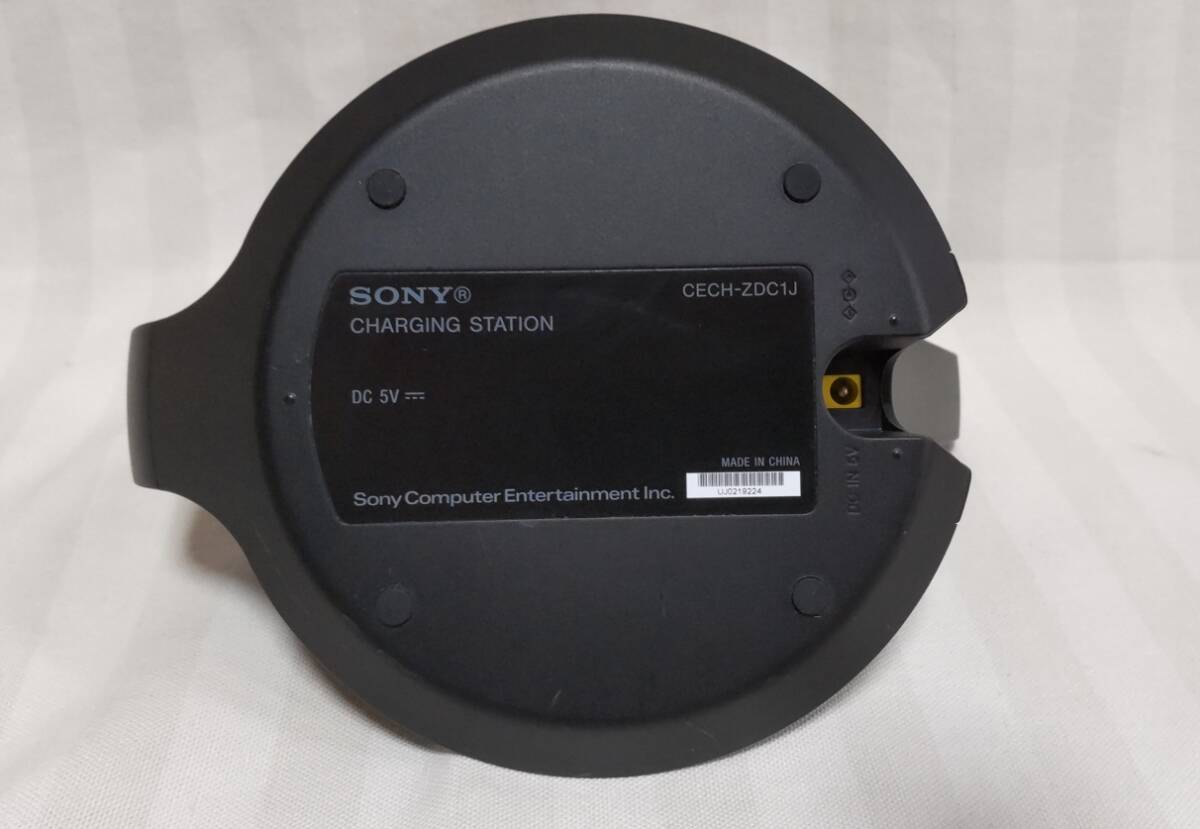 SONY®
CECH-ZDC1J
CHARGING STATION
DC 5V ⎓
MADE IN CHINA
UJ0219224
Sony Computer Entertainment Inc.
DC IN 5V